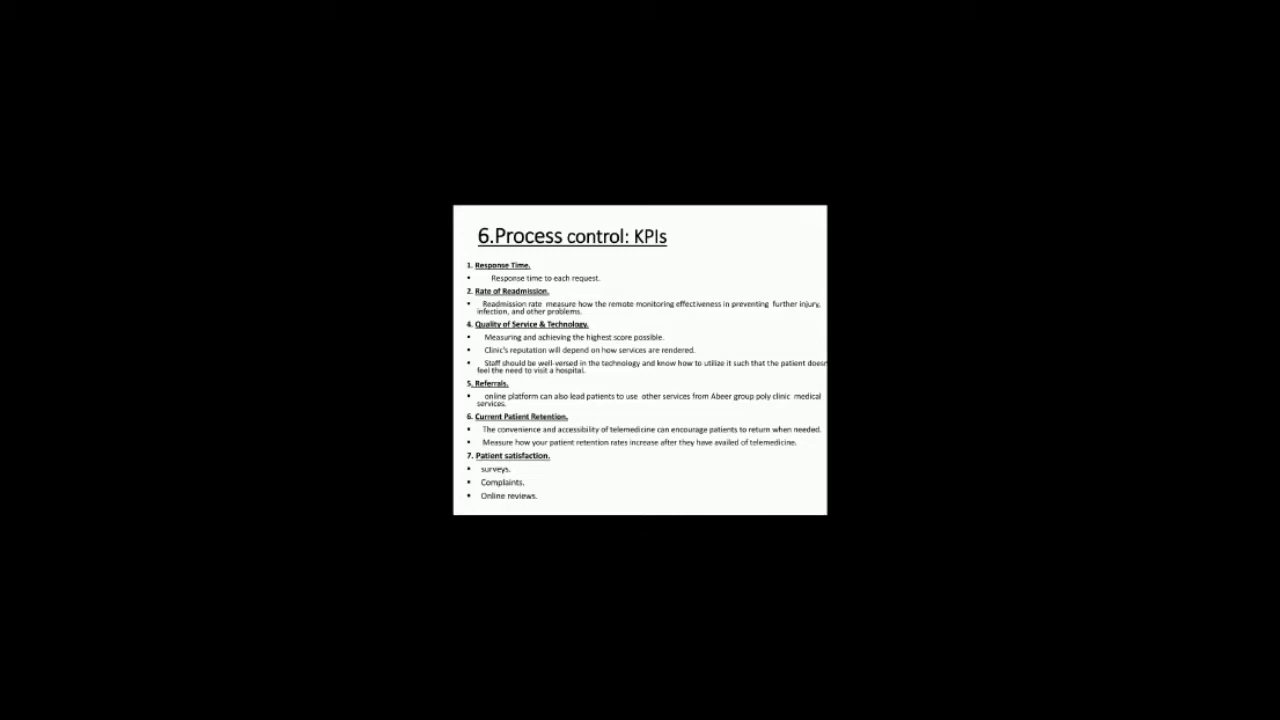 6.Process control: KPIs
1. Response Time.
▪ Response time to each request.
2. Rate of Readmission.
▪ Readmission rate measure how the remote monitoring effectiveness in preventing further injury,
infection, and other problems.
4. Quality of Service & Technology.
▪ Measuring and achieving the highest score possible.
▪ Clinic's reputation will depend on how services are rendered.
▪ Staff should be well-versed in the technology and know how to utilize it such that the patient doesn
feel the need to visit a hospital.
5. Referrals.
▪ online platform can also lead patients to use other services from Abeer group poly clinic medical
services.
6. Current Patient Retention.
▪ The convenience and accessibility of telemedicine can encourage patients to return when needed.
▪ Measure how your patient retention rates increase after they have availed of telemedicine.
7. Patient satisfaction.
▪ surveys.
▪ Complaints.
▪ Online reviews.